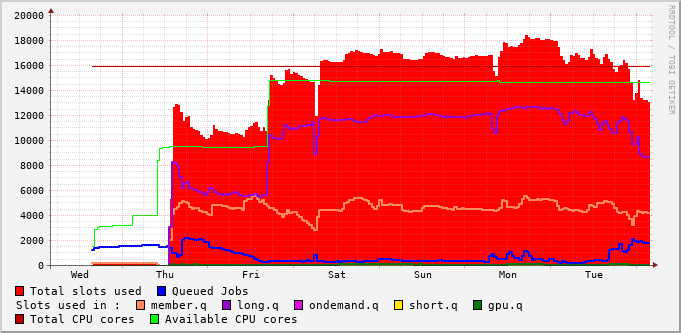 20000
18000
16000
14000
12000
10000
8000
6000
4000
2000
0
Wed Thu Fri Sat Sun Mon Tue
RRDTOOL / TOBI OETIKER
Total slots used Queued Jobs
Slots used in : member.q long.q ondemand.q short.q gpu.q
Total CPU cores Available CPU cores